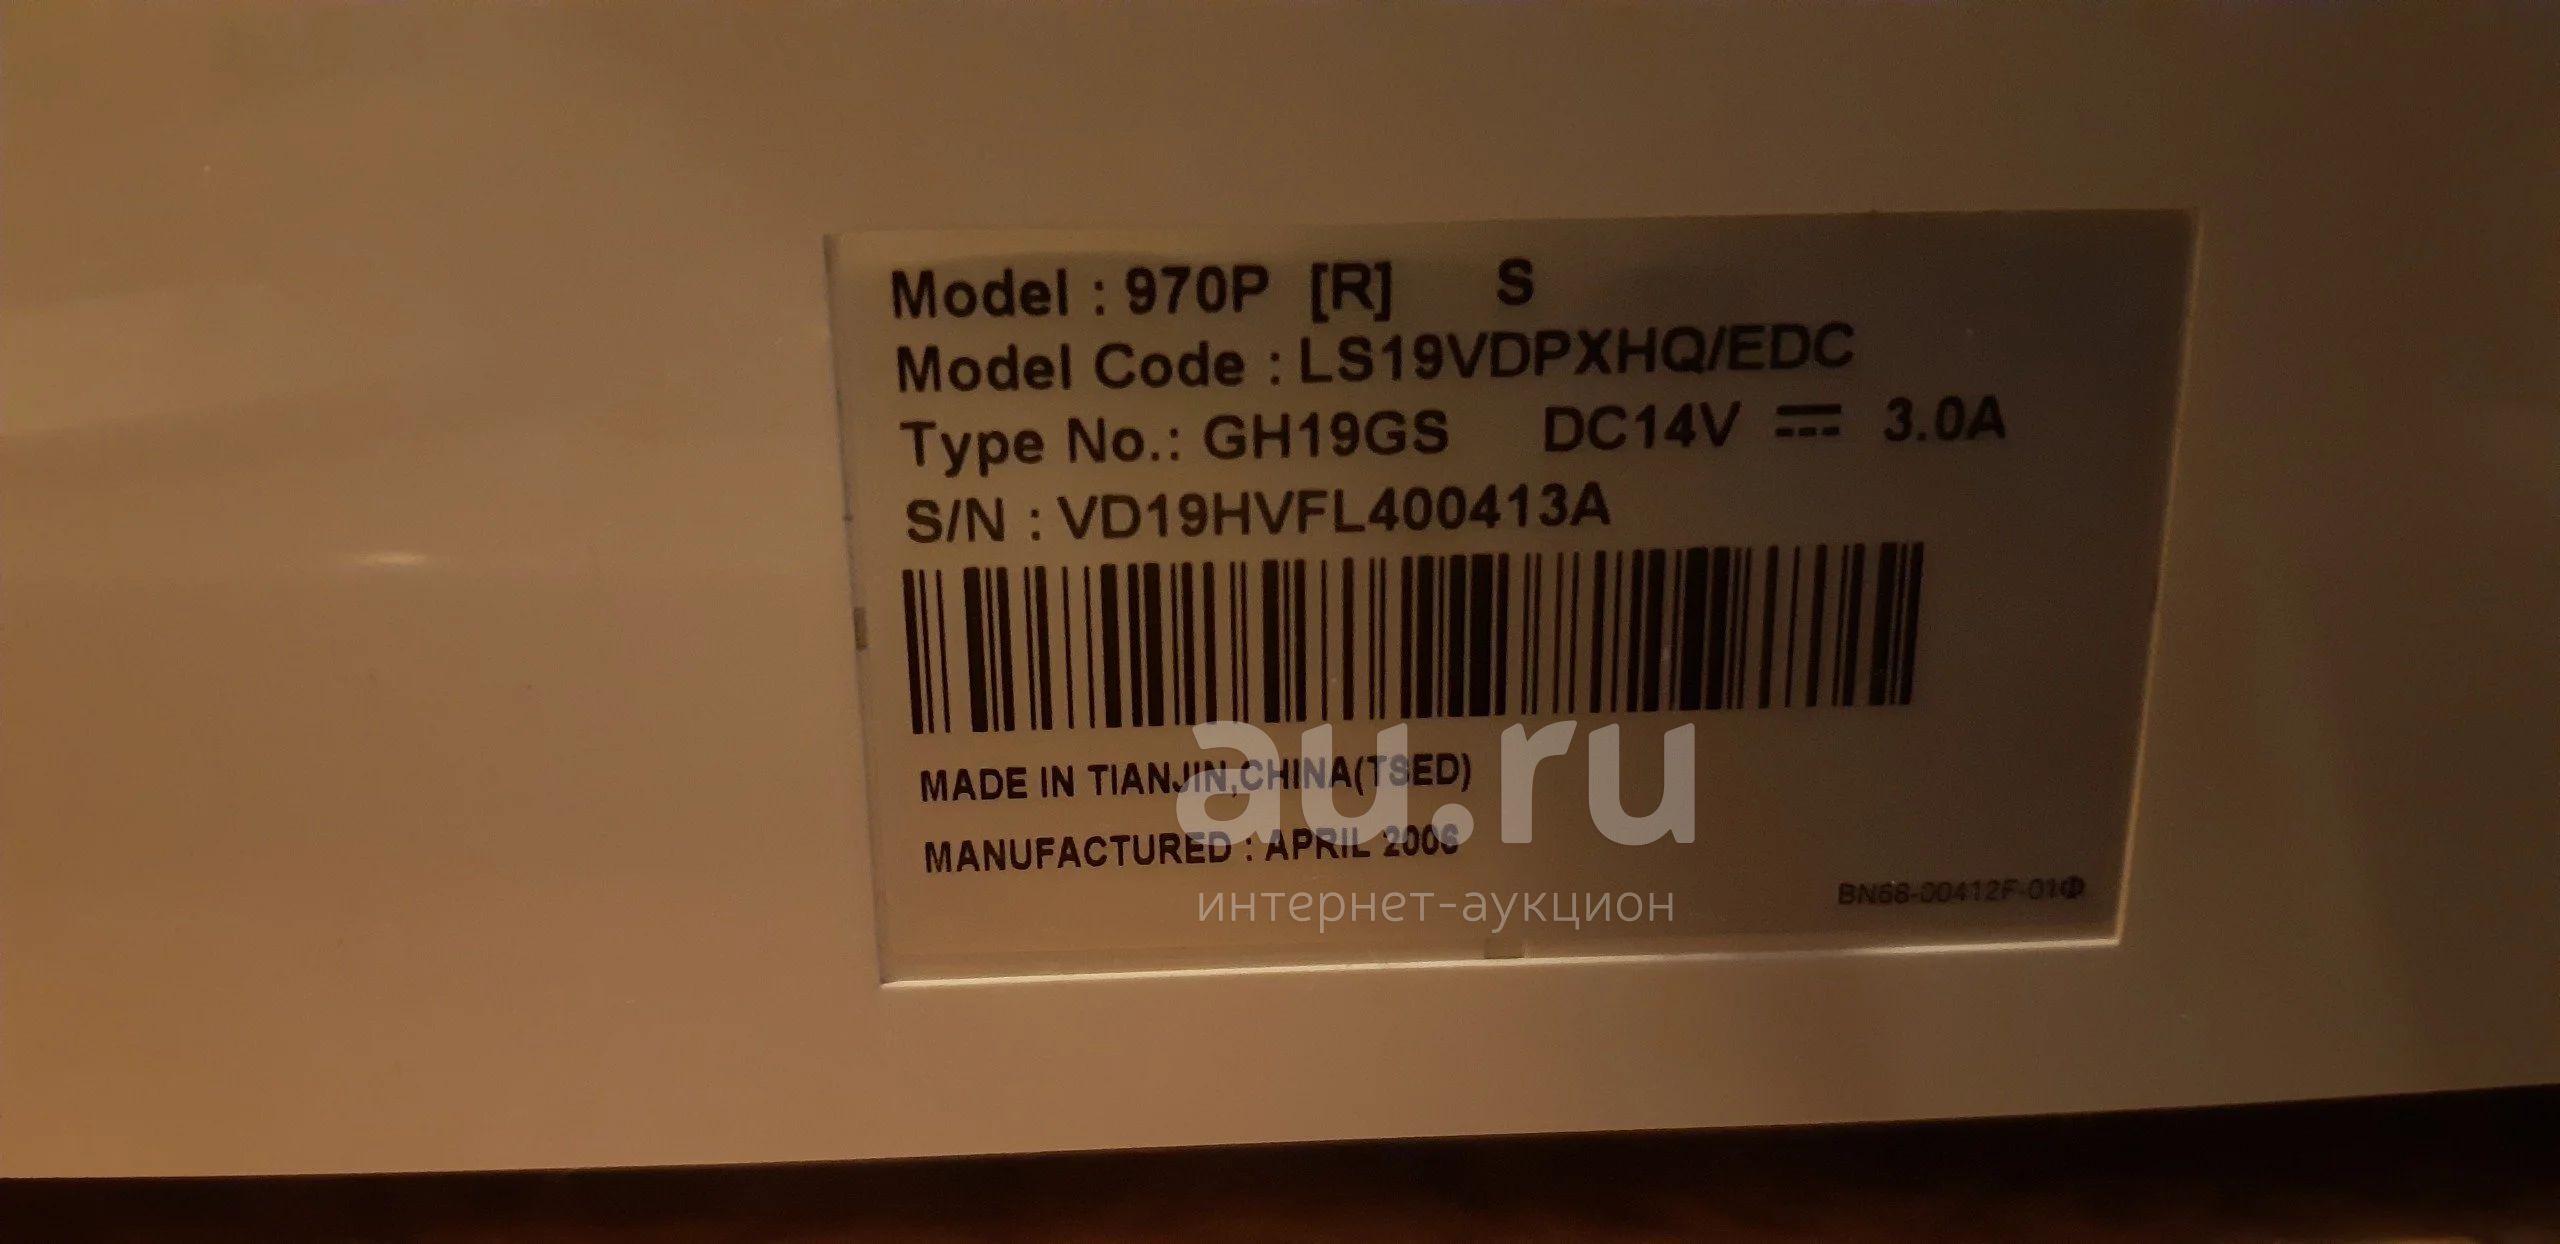 Model : 970P [R] S
Model Code : LS19VDPXHQ/EDC
Type No.: GH19GS DC14V 3.0A
S/N : VD19HVFL400413A
MADE IN TIANJIN,CHINA(TSED)
MANUFACTURED : APRIL 2006
BN68-00412F-01
au.ru
интернет-аукцион